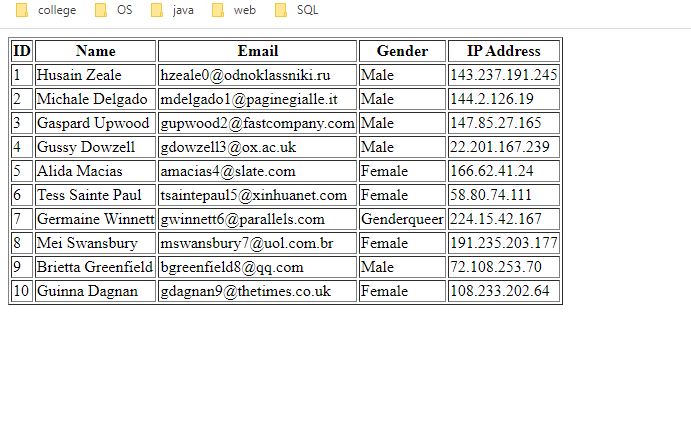 college OS java web SQL
ID Name Email Gender IP Address
1 Husain Zeale hzeale0@odnoklassniki.ru Male 143.237.191.245
2 Michale Delgado mdelgado1@paginegialle.it Male 144.2.126.19
3 Gaspard Upwood gupwood2@fastcompany.com Male 147.85.27.165
4 Gussy Dowzell gdowzell3@ox.ac.uk Male 22.201.167.239
5 Alida Macias amacias4@slate.com Female 166.62.41.24
6 Tess Sainte Paul tsaintepaul5@xinhuanet.com Female 58.80.74.111
7 Germaine Winnett gwinnett6@parallels.com Genderqueer 224.15.42.167
8 Mei Swansbury mswansbury7@uol.com.br Female 191.235.203.177
9 Brietta Greenfield bgreenfield8@qq.com Male 72.108.253.70
10 Guinna Dagnan gdagnan9@thetimes.co.uk Female 108.233.202.64